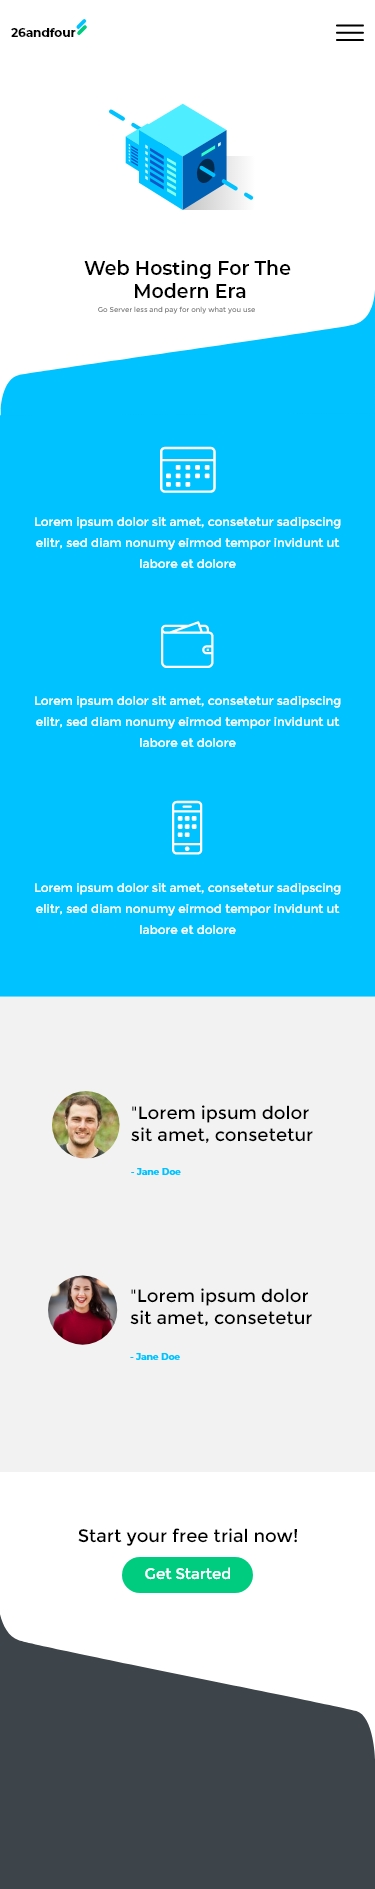 26andfour
Web Hosting For The
Modern Era
Go Server less and pay for only what you use
Lorem ipsum dolor sit amet, consetetur sadipscing
elitr, sed diam nonumy eirmod tempor invidunt ut
labore et dolore
Lorem ipsum dolor sit amet, consetetur sadipscing
elitr, sed diam nonumy eirmod tempor invidunt ut
labore et dolore
Lorem ipsum dolor sit amet, consetetur sadipscing
elitr, sed diam nonumy eirmod tempor invidunt ut
labore et dolore
"Lorem ipsum dolor
sit amet, consetetur
- Jane Doe
"Lorem ipsum dolor
sit amet, consetetur
- Jane Doe
Start your free trial now!
Get Started